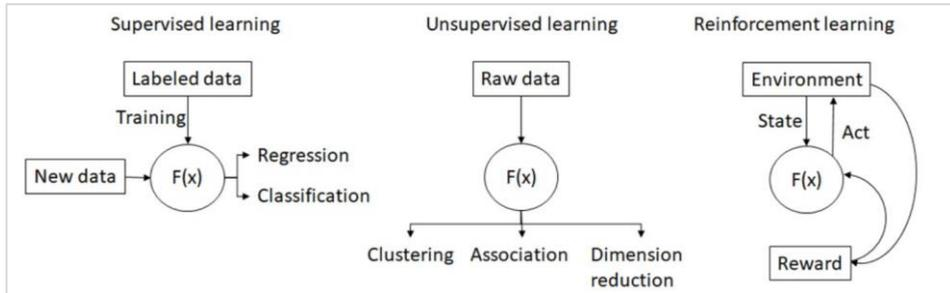 Supervised learning
Labeled data
Training
New data
F(x)
Regression
Classification
Unsupervised learning
Raw data
F(x)
Clustering
Association
Dimension
reduction
Reinforcement learning
Environment
State
Act
F(x)
Reward